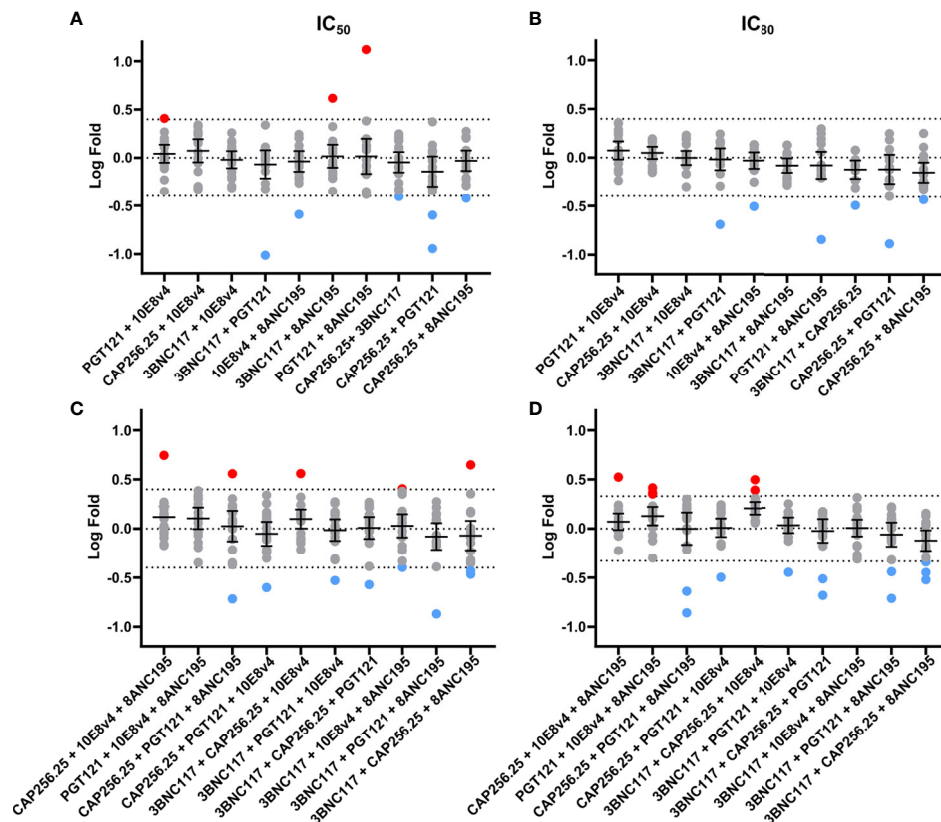 A
IC50
B
IC80
Log Fold
1.0
0.5
0.0
-0.5
-1.0
PGT121 + 10E8v4
CAP256.25 + 10E8v4
3BNC117 + 10E8v4
3BNC117 + PGT121
10E8v4 + 8ANC195
3BNC117 + 8ANC195
PGT121 + 8ANC195
CAP256.25+ 3BNC117
CAP256.25 + PGT121
CAP256.25 + 8ANC195
Log Fold
1.0
0.5
0.0
-0.5
-1.0
PGT121 + 10E8v4
CAP256.25 + 10E8v4
3BNC117 + 10E8v4
3BNC117 + PGT121
10E8v4 + 8ANC195
3BNC117 + 8ANC195
PGT121 + 8ANC195
3BNC117 + CAP256.25
CAP256.25 + PGT121
CAP256.25 + 8ANC195
C
Log Fold
1.0
0.5
0.0
-0.5
-1.0
CAP256.25 + 10E8v4 + 8ANC195
PGT121 + 10E8v4 + 8ANC195
CAP256.25 + PGT121 + 8ANC195
CAP256.25 + PGT121 + 10E8v4
3BNC117 + CAP256.25 + 10E8v4
3BNC117 + PGT121 + 10E8v4
3BNC117 + CAP256.25 + PGT121
3BNC117 + 10E8v4 + 8ANC195
3BNC117 + PGT121 + 8ANC195
3BNC117 + CAP256.25 + 8ANC195
D
Log Fold
1.0
0.5
0.0
-0.5
-1.0
CAP256.25 + 10E8v4 + 8ANC195
PGT121 + 10E8v4 + 8ANC195
CAP256.25 + PGT121 + 8ANC195
CAP256.25 + PGT121 + 10E8v4
3BNC117 + CAP256.25 + 10E8v4
3BNC117 + PGT121 + 10E8v4
3BNC117 + CAP256.25 + PGT121
3BNC117 + 10E8v4 + 8ANC195
3BNC117 + PGT121 + 8ANC195
3BNC117 + CAP256.25 + 8ANC195